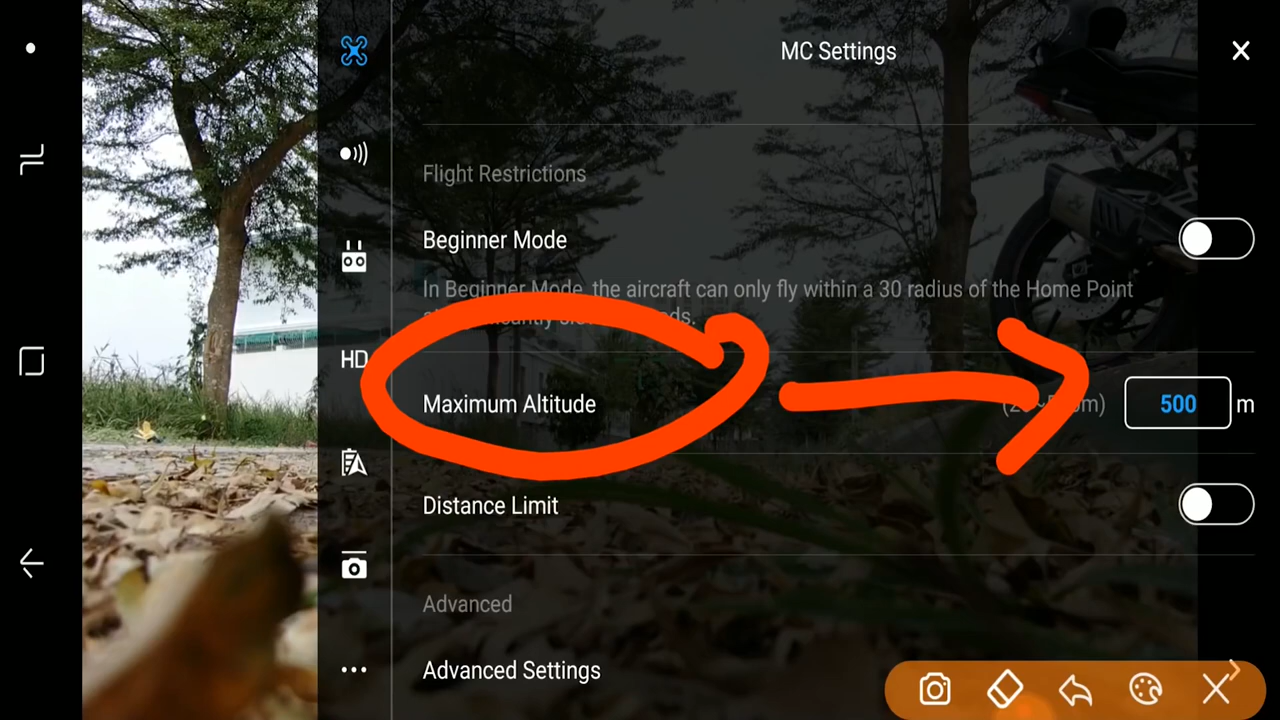 MC Settings
Flight Restrictions
Beginner Mode
In Beginner Mode, the aircraft can only fly within a 30 radius of the Home Point
HD
Maximum Altitude
500 m
Distance Limit
Advanced
Advanced Settings